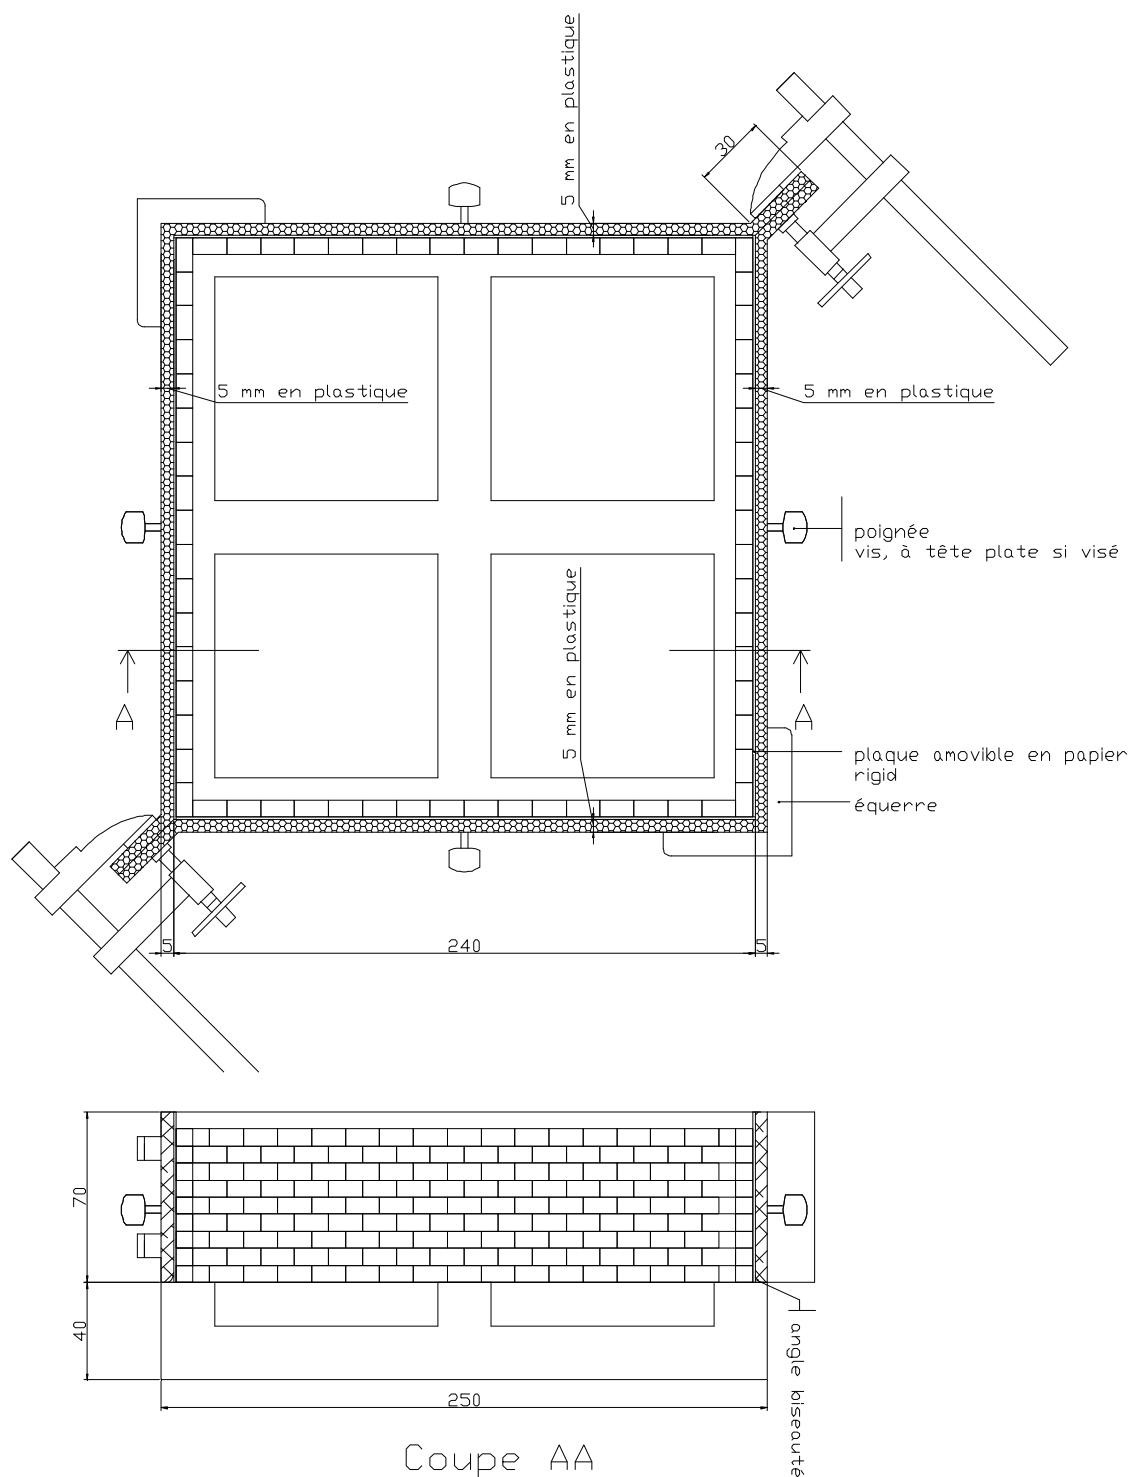 5 mm en plastique
30
5 mm en plastique
5 mm en plastique
poignée
vis, à tête plate si visé
5 mm en plastique
A
A
plaque amovible en papier
rigid
équerre
5
240
5
70
40
angle biseauté
250
Coupe AA